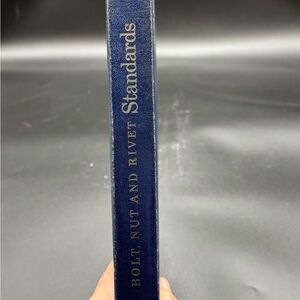 BOLT, NUT AND RIVET Standards